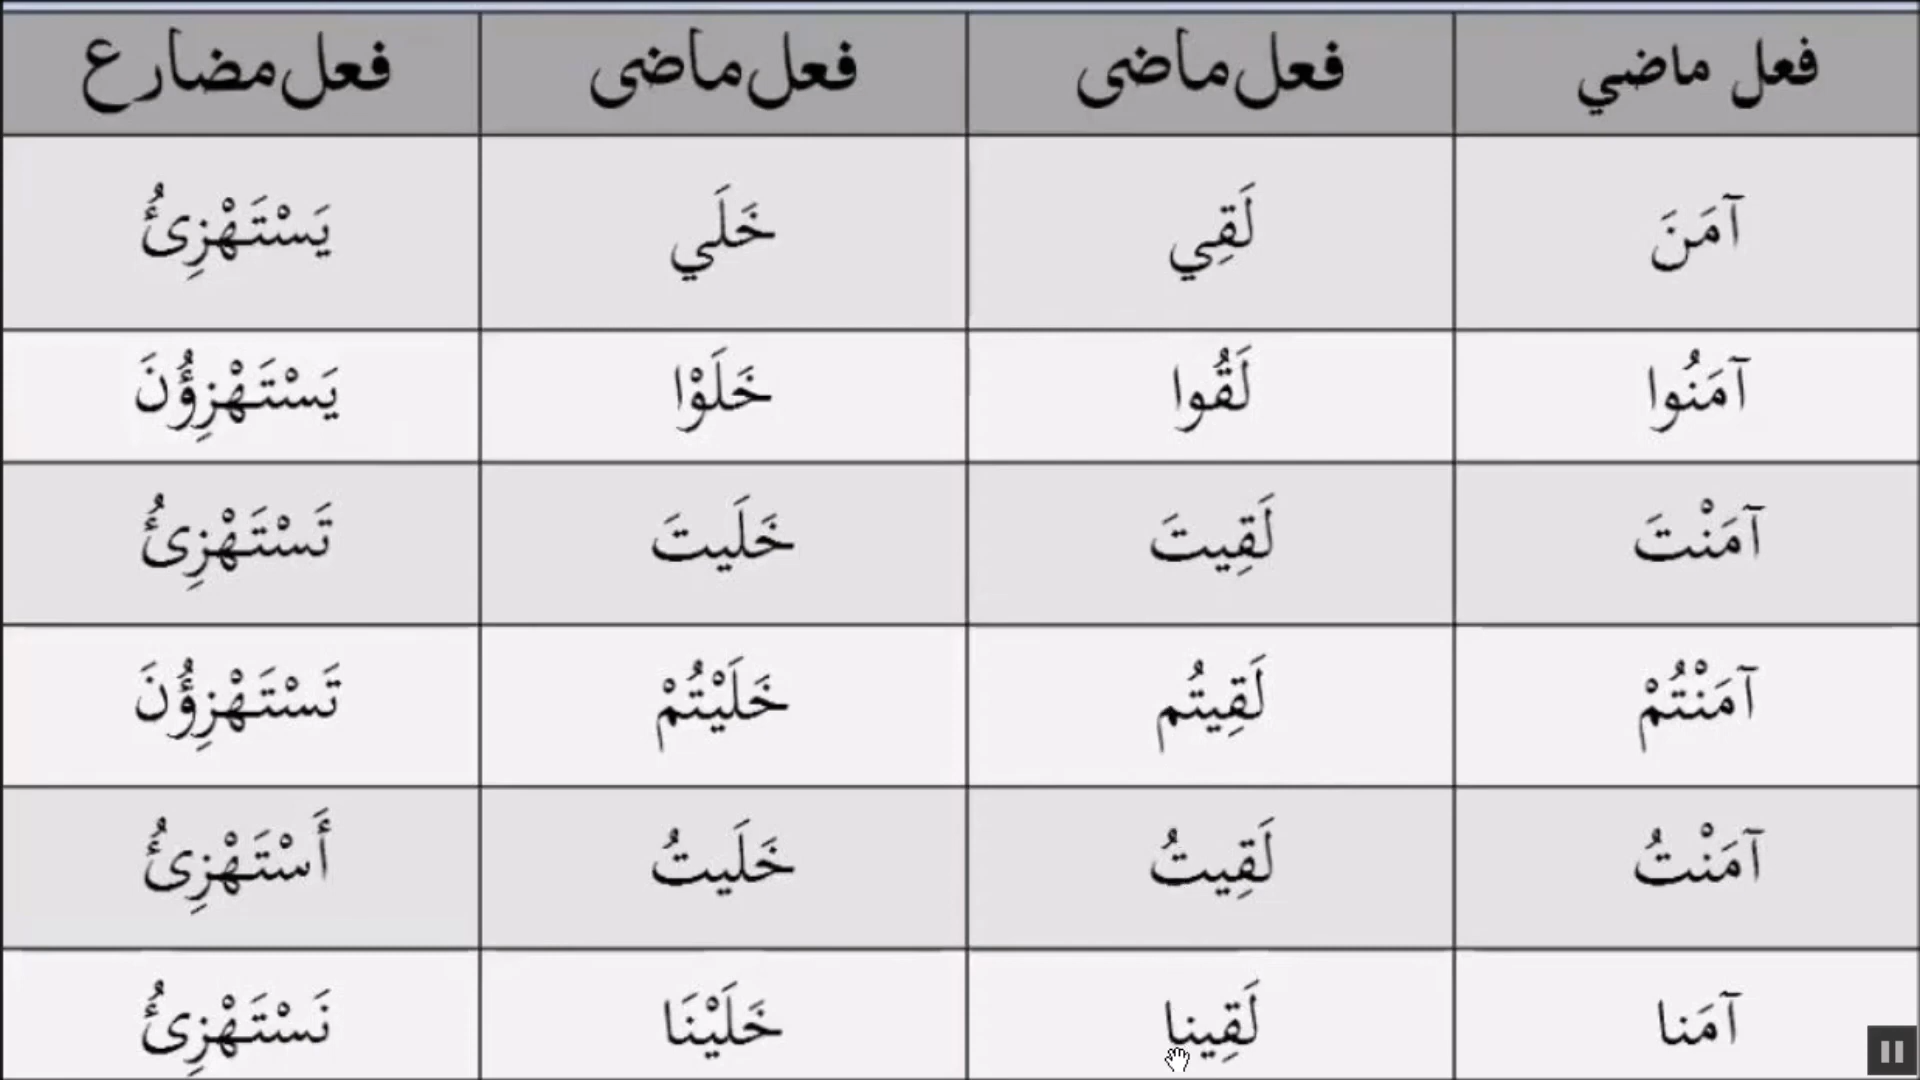 فعل ماضي فعل ماضى فعل ماضى فعل مضارع
آمَنَ لَقِي خَلَي يَسْتَهْزِئُ
آمَنُوا لَقُوا خَلَوْا يَسْتَهْزِؤُنَ
آمَنْتَ لَقِيتَ خَلَيتَ تَسْتَهْزِئُ
آمَنْتُمْ لَقِيتُم خَلَيْتُمْ تَسْتَهْزِؤُنَ
آمَنْتُ لَقِيتُ خَلَيتُ أَسْتَهْزِئُ
آمَنا لَقِينا خَلَيْنَا نَسْتَهْزِئُ